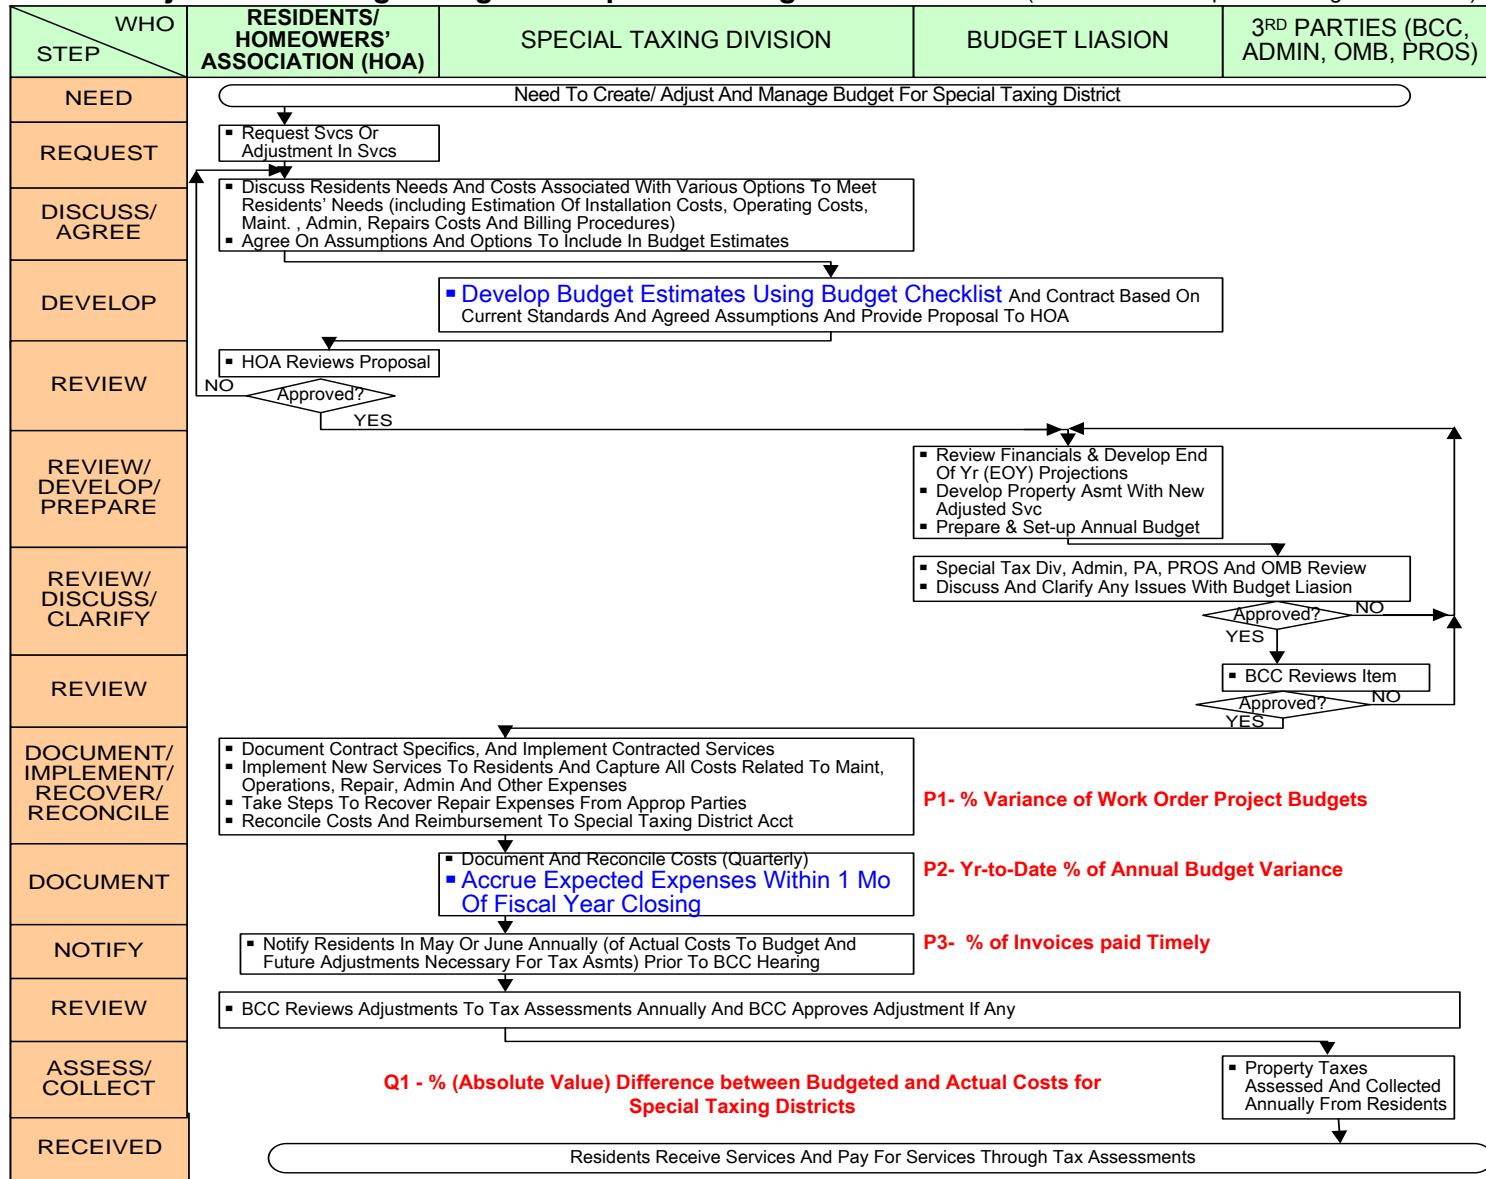 WHO
STEP
RESIDENTS/
HOMEOWERS'
ASSOCIATION (HOA)
SPECIAL TAXING DIVISION
BUDGET LIASION
3RD PARTIES (BCC,
ADMIN, OMB, PROS)
NEED
Need To Create/ Adjust And Manage Budget For Special Taxing District
REQUEST
▪ Request Svcs Or
Adjustment In Svcs
DISCUSS/
AGREE
▪ Discuss Residents Needs And Costs Associated With Various Options To Meet
Residents' Needs (including Estimation Of Installation Costs, Operating Costs,
Maint. , Admin, Repairs Costs And Billing Procedures)
▪ Agree On Assumptions And Options To Include In Budget Estimates
DEVELOP
▪ Develop Budget Estimates Using Budget Checklist And Contract Based On
Current Standards And Agreed Assumptions And Provide Proposal To HOA
REVIEW
▪ HOA Reviews Proposal
NO
Approved?
YES
REVIEW/
DEVELOP/
PREPARE
▪ Review Financials & Develop End
Of Yr (EOY) Projections
▪ Develop Property Asmt With New
Adjusted Svc
▪ Prepare & Set-up Annual Budget
REVIEW/
DISCUSS/
CLARIFY
▪ Special Tax Div, Admin, PA, PROS And OMB Review
▪ Discuss And Clarify Any Issues With Budget Liasion
Approved?
NO
YES
REVIEW
▪ BCC Reviews Item
Approved?
NO
YES
DOCUMENT/
IMPLEMENT/
RECOVER/
RECONCILE
▪ Document Contract Specifics, And Implement Contracted Services
▪ Implement New Services To Residents And Capture All Costs Related To Maint,
Operations, Repair, Admin And Other Expenses
▪ Take Steps To Recover Repair Expenses From Approp Parties
▪ Reconcile Costs And Reimbursement To Special Taxing District Acct
P1- % Variance of Work Order Project Budgets
DOCUMENT
▪ Document And Reconcile Costs (Quarterly)
▪ Accrue Expected Expenses Within 1 Mo
Of Fiscal Year Closing
P2- Yr-to-Date % of Annual Budget Variance
NOTIFY
▪ Notify Residents In May Or June Annually (of Actual Costs To Budget And
Future Adjustments Necessary For Tax Asmts) Prior To BCC Hearing
P3- % of Invoices paid Timely
REVIEW
▪ BCC Reviews Adjustments To Tax Assessments Annually And BCC Approves Adjustment If Any
ASSESS/
COLLECT
Q1 - % (Absolute Value) Difference between Budgeted and Actual Costs for
Special Taxing Districts
▪ Property Taxes
Assessed And Collected
Annually From Residents
RECEIVED
Residents Receive Services And Pay For Services Through Tax Assessments